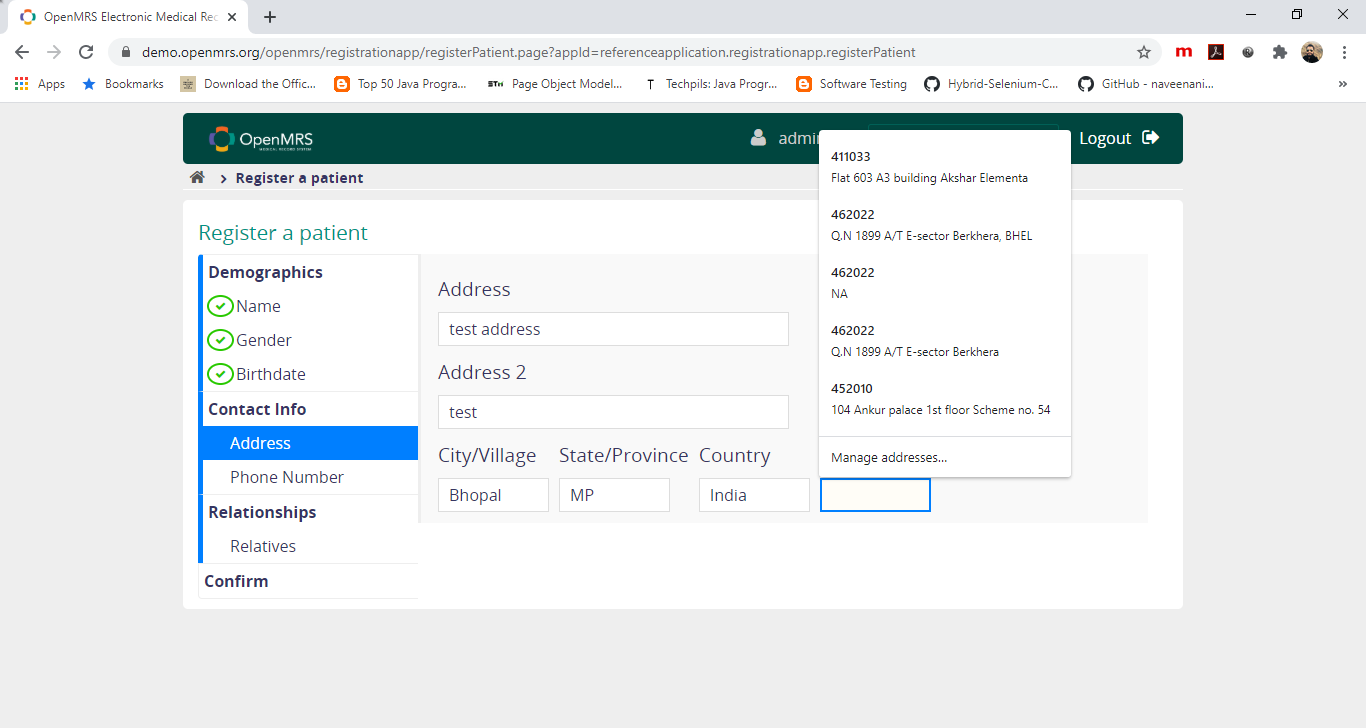 OpenMRS Electronic Medical Rec
demo.openmrs.org/openmrs/registrationapp/registerPatient.page?appId=referenceapplication.registrationapp.registerPatient
m
Apps Bookmarks Download the Offic... Top 50 Java Progra... STH Page Object Model... T Techpils: Java Progr... Software Testing Hybrid-Selenium-C... GitHub - naveenani... »
OpenMRS
MEDICAL RECORD SYSTEM
admin
Logout
Register a patient
Register a patient
Demographics
Name
Gender
Birthdate
Contact Info
Address
Phone Number
Relationships
Relatives
Confirm
Address
test address
Address 2
test
City/Village State/Province Country
Bhopal MP India
411033
Flat 603 A3 building Akshar Elementa
462022
Q.N 1899 A/T E-sector Berkhera, BHEL
462022
NA
462022
Q.N 1899 A/T E-sector Berkhera
452010
104 Ankur palace 1st floor Scheme no. 54
Manage addresses...